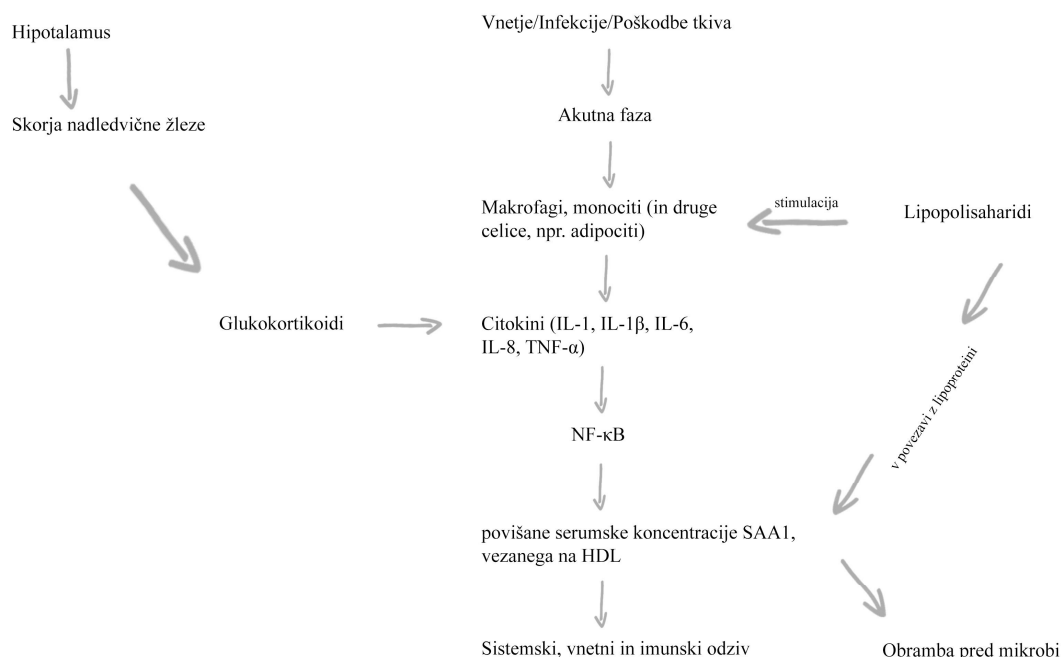 Hipotalamus
Skorja nadledvične žleze
Glukokortikoidi
Vnetje/Infekcije/Poškodbe tkiva
Akutna faza
Makrofagi, monociti (in druge
celice, npr. adipociti)
stimulacija
Lipopolisaharidi
Citokini (IL-1, IL-1β, IL-6,
IL-8, TNF-α)
NF-κB
v povezavi z lipoproteini
povišane serumske koncentracije SAA1,
vezanega na HDL
Sistemski, vnetni in imunski odziv
Obramba pred mikrobi